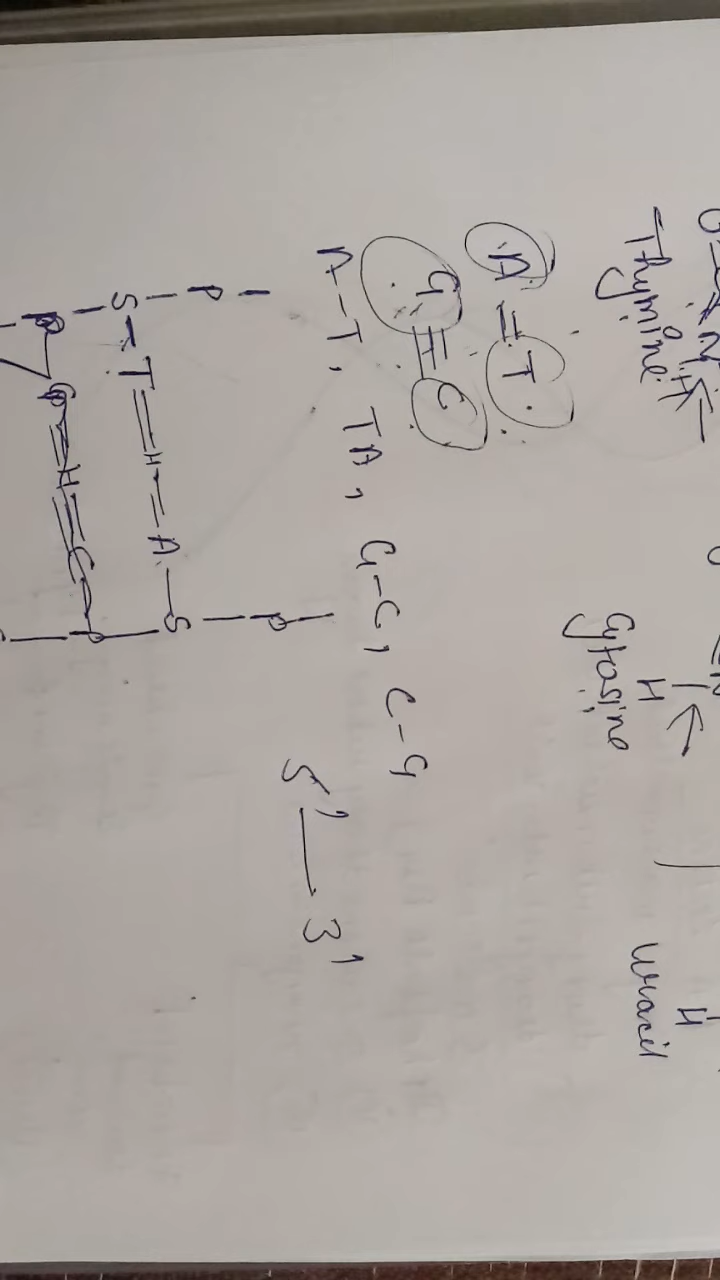 Thymine Cytosine Uracil
A = T
G ≡ C
A-T, TA, G-C, C-G
5' — 3'
P P
S - T == H == A - S
P G ≡ H ≡ C P